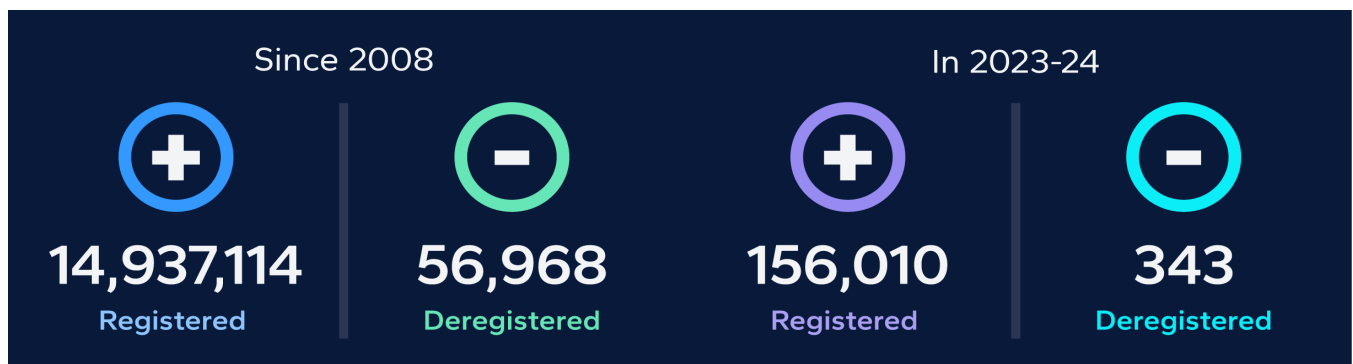 Since 2008
14,937,114
Registered
56,968
Deregistered
In 2023-24
156,010
Registered
343
Deregistered